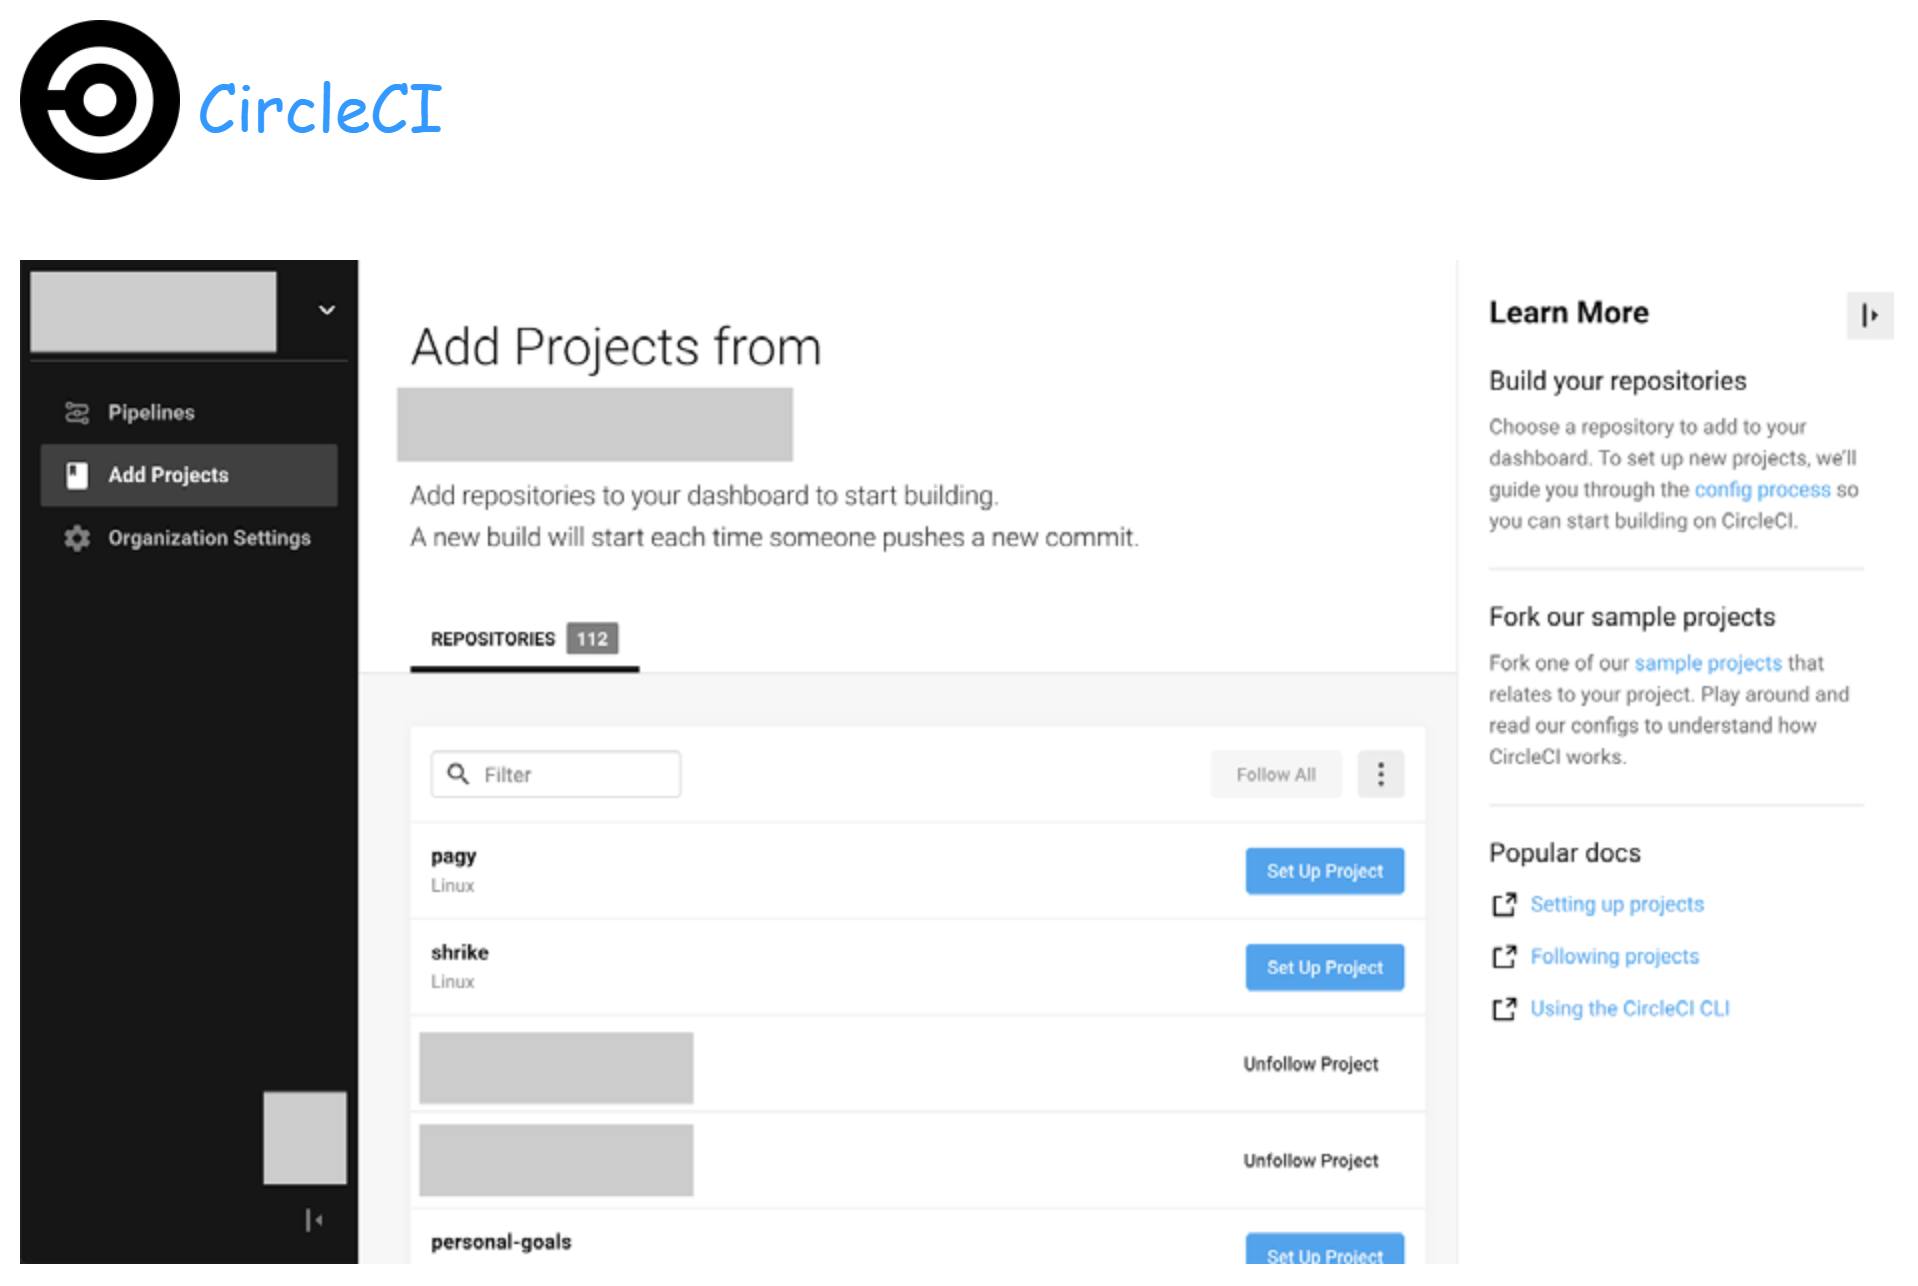 CircleCI
Pipelines
Add Projects
Organization Settings
Add Projects from
Add repositories to your dashboard to start building.
A new build will start each time someone pushes a new commit.
REPOSITORIES 112
Filter
Follow All
pagy
Linux
Set Up Project
shrike
Linux
Set Up Project
Unfollow Project
Unfollow Project
personal-goals
Set Up Project
Learn More
Build your repositories
Choose a repository to add to your
dashboard. To set up new projects, we'll
guide you through the config process so
you can start building on CircleCI.
Fork our sample projects
Fork one of our sample projects that
relates to your project. Play around and
read our configs to understand how
CircleCI works.
Popular docs
Setting up projects
Following projects
Using the CircleCI CLI